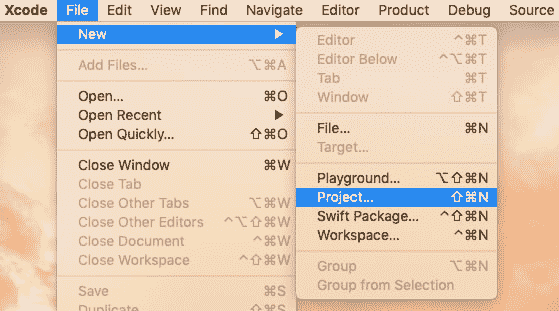 Xcode File Edit View Find Navigate Editor Product Debug Source
New ▶
Add Files... ⌥⌘A
Open... ⌘O
Open Recent ▶
Open Quickly... ⇧⌘O
Close Window ⌘W
Close Tab
Close Other Tabs ⌥⌘W
Close Other Editors ^⌥⇧⌘W
Close Document ^⌘W
Close Workspace ^⇧⌘W
Save ⌘S
Duplicate ⇧⌘S
Editor ^⌘T
Editor Below ^⌥⌘T
Tab ⌘T
Window ⇧⌘T
File... ⌘N
Target...
Playground... ⌥⇧⌘N
Project... ⇧⌘N
Swift Package... ^⇧⌘N
Workspace... ^⌘N
Group ⌥⌘N
Group from Selection